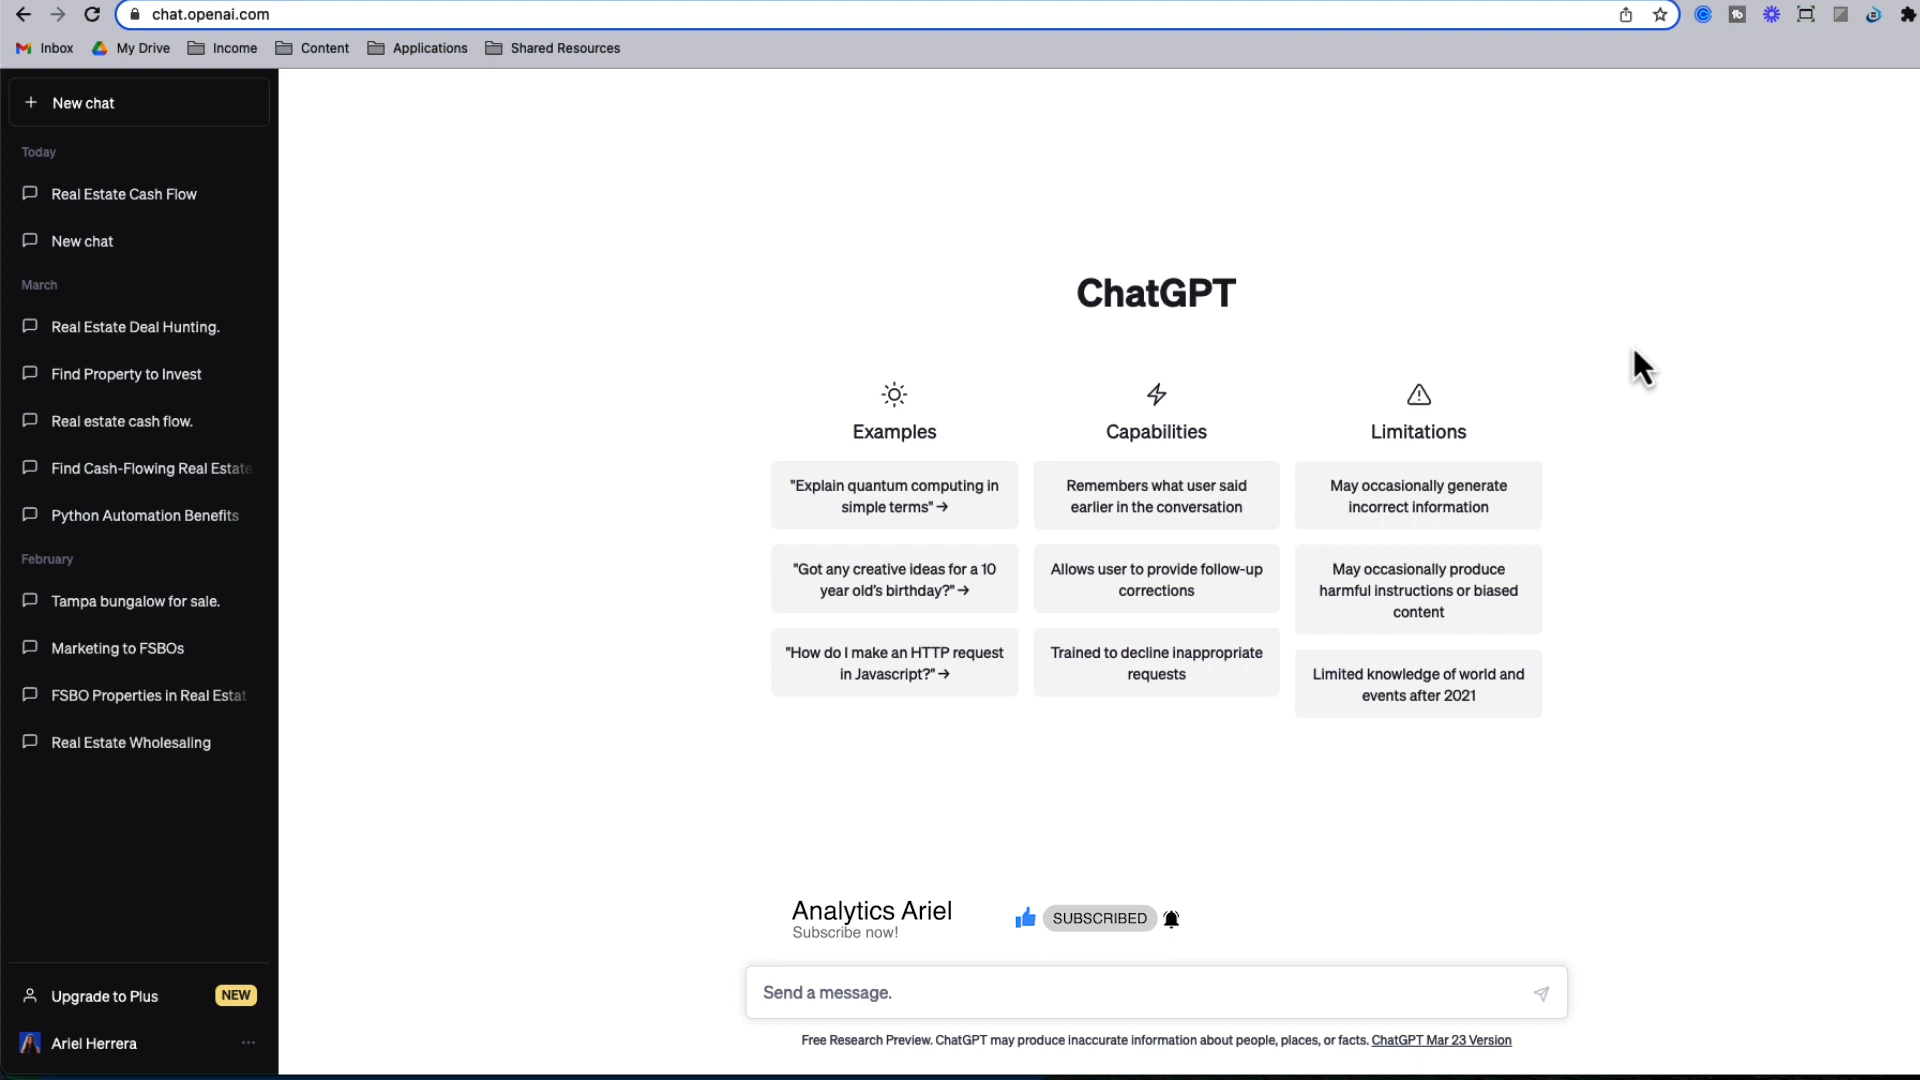 chat.openai.com
Inbox
My Drive
Income
Content
Applications
Shared Resources
New chat
Today
Real Estate Cash Flow
New chat
March
Real Estate Deal Hunting.
Find Property to Invest
Real estate cash flow.
Find Cash-Flowing Real Estate
Python Automation Benefits
February
Tampa bungalow for sale.
Marketing to FSBOs
FSBO Properties in Real Estat
Real Estate Wholesaling
Upgrade to Plus
NEW
Ariel Herrera
ChatGPT
Examples
"Explain quantum computing in
simple terms" →
"Got any creative ideas for a 10
year old's birthday?" →
"How do I make an HTTP request
in Javascript?" →
Capabilities
Remembers what user said
earlier in the conversation
Allows user to provide follow-up
corrections
Trained to decline inappropriate
requests
Limitations
May occasionally generate
incorrect information
May occasionally produce
harmful instructions or biased
content
Limited knowledge of world and
events after 2021
Analytics Ariel
Subscribe now!
SUBSCRIBED
Send a message.
Free Research Preview. ChatGPT may produce inaccurate information about people, places, or facts. ChatGPT Mar 23 Version